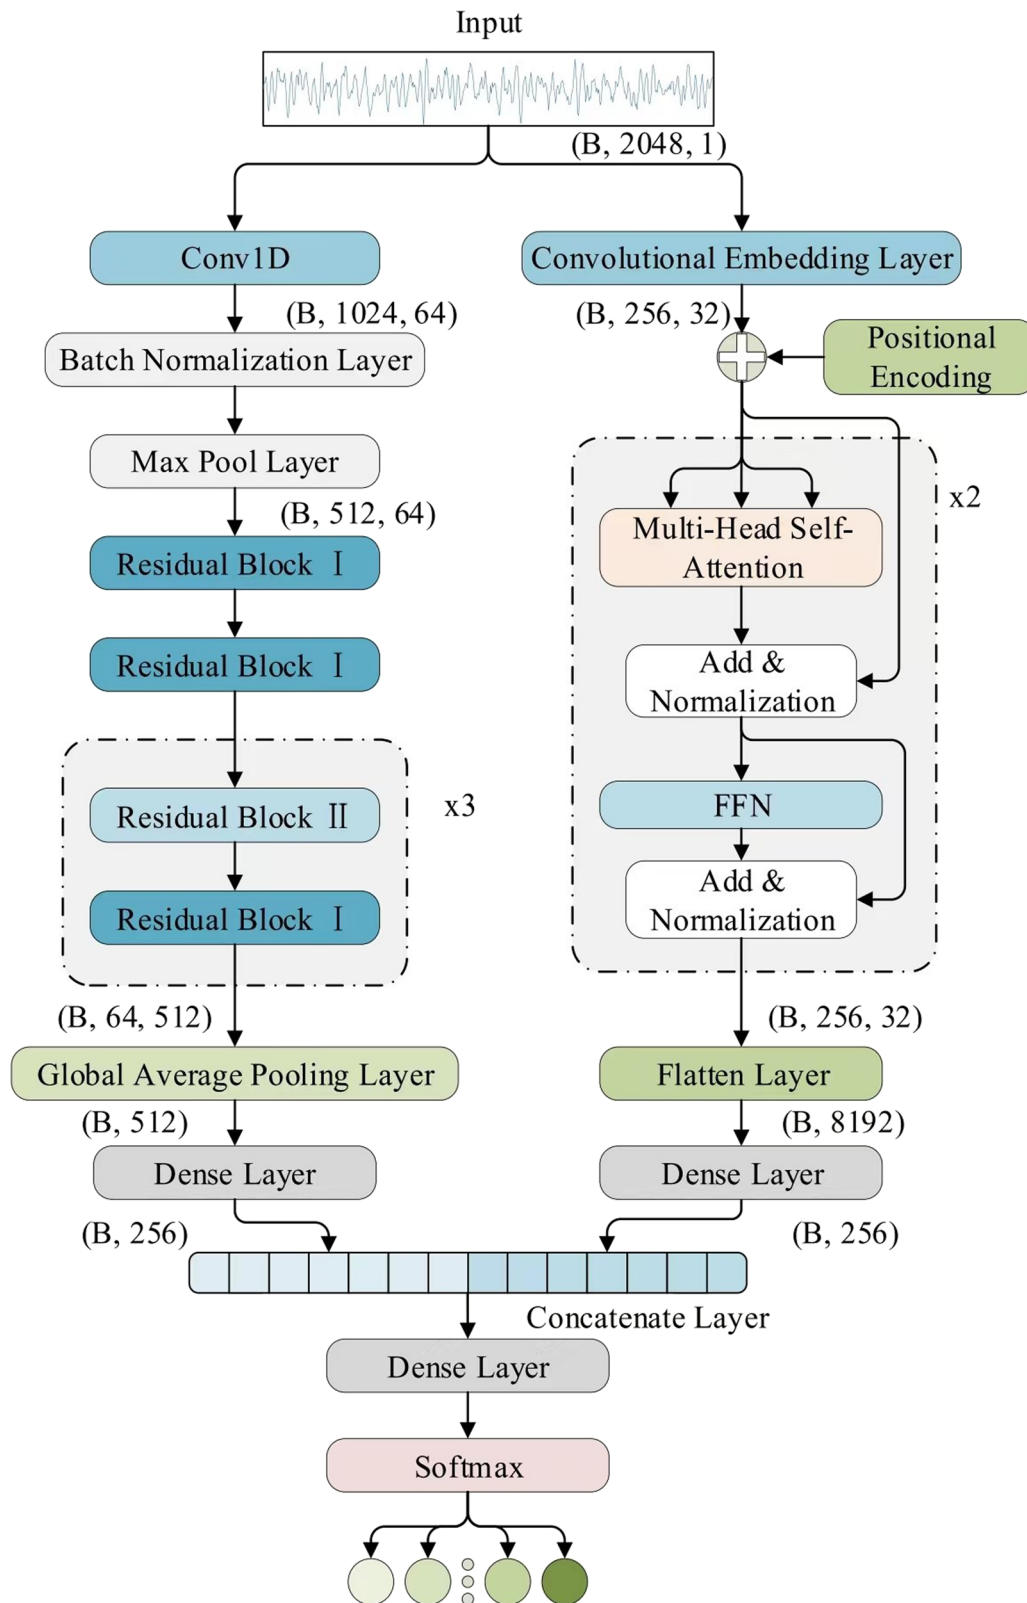 Input
(B, 2048, 1)
Conv1D
Convolutional Embedding Layer
(B, 1024, 64)
(B, 256, 32)
Batch Normalization Layer
Positional
Encoding
Max Pool Layer
(B, 512, 64)
x2
Residual Block Ⅰ
Multi-Head Self-
Attention
Residual Block Ⅰ
Add &
Normalization
Residual Block Ⅱ
x3
FFN
Residual Block Ⅰ
Add &
Normalization
(B, 64, 512)
(B, 256, 32)
Global Average Pooling Layer
Flatten Layer
(B, 512)
(B, 8192)
Dense Layer
Dense Layer
(B, 256)
(B, 256)
Concatenate Layer
Dense Layer
Softmax